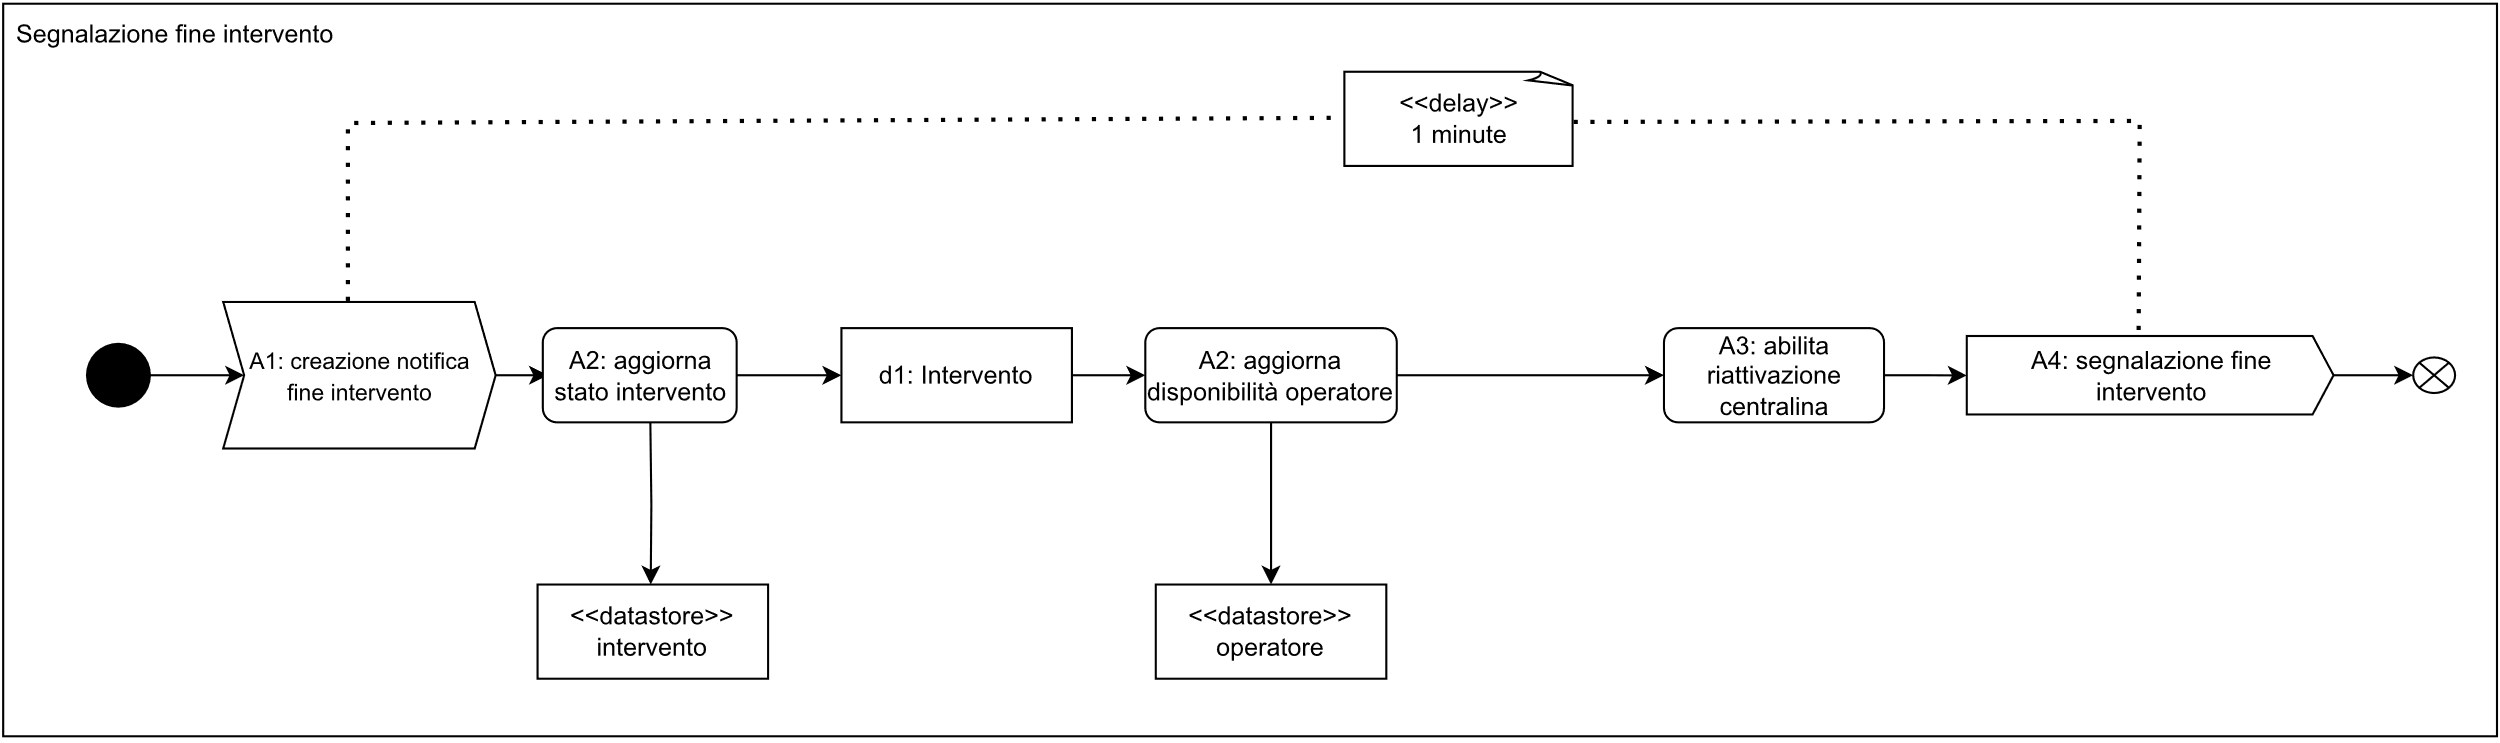 Segnalazione fine intervento
<<delay>>
1 minute
A1: creazione notifica
fine intervento
A2: aggiorna
stato intervento
d1: Intervento
A2: aggiorna
disponibilità operatore
A3: abilita
riattivazione
centralina
A4: segnalazione fine
intervento
<<datastore>>
intervento
<<datastore>>
operatore